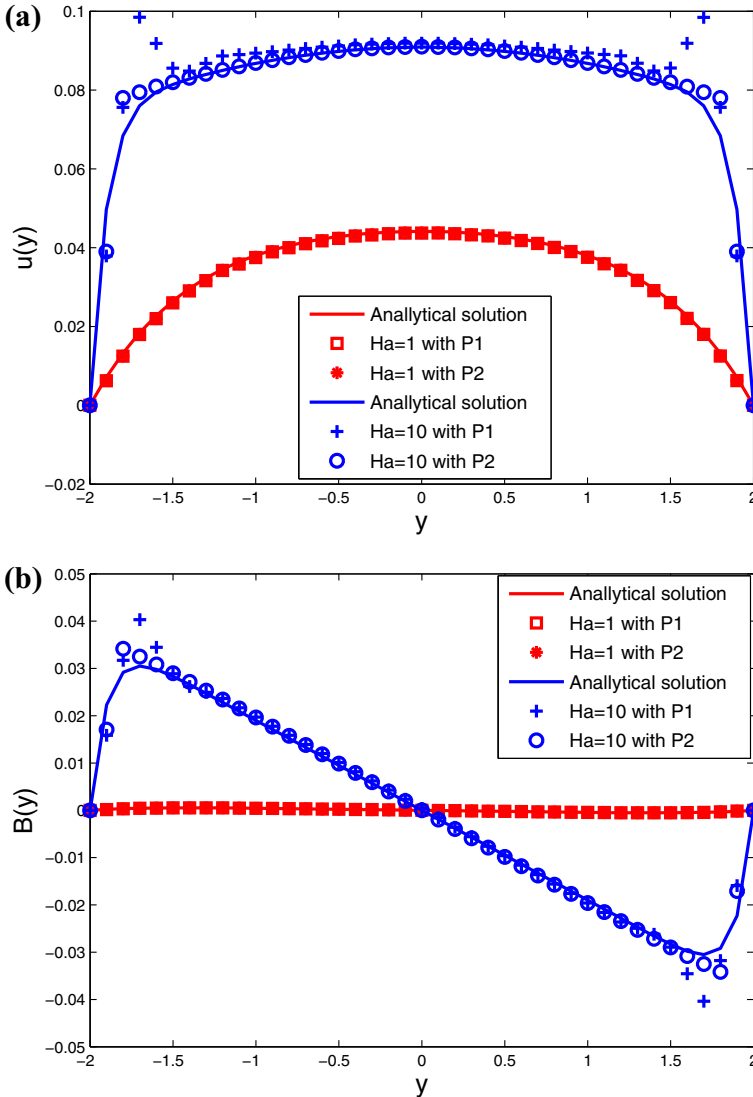 (a)
0.1
0.08
0.06
0.04
0.02
0
−0.02
u(y)
Anallytical solution
Ha=1 with P1
Ha=1 with P2
Anallytical solution
Ha=10 with P1
Ha=10 with P2
−2 −1.5 −1 −0.5 0 0.5 1 1.5 2
y
(b)
0.05
0.04
0.03
0.02
0.01
0
−0.01
−0.02
−0.03
−0.04
−0.05
B(y)
Anallytical solution
Ha=1 with P1
Ha=1 with P2
Anallytical solution
Ha=10 with P1
Ha=10 with P2
−2 −1.5 −1 −0.5 0 0.5 1 1.5 2
y